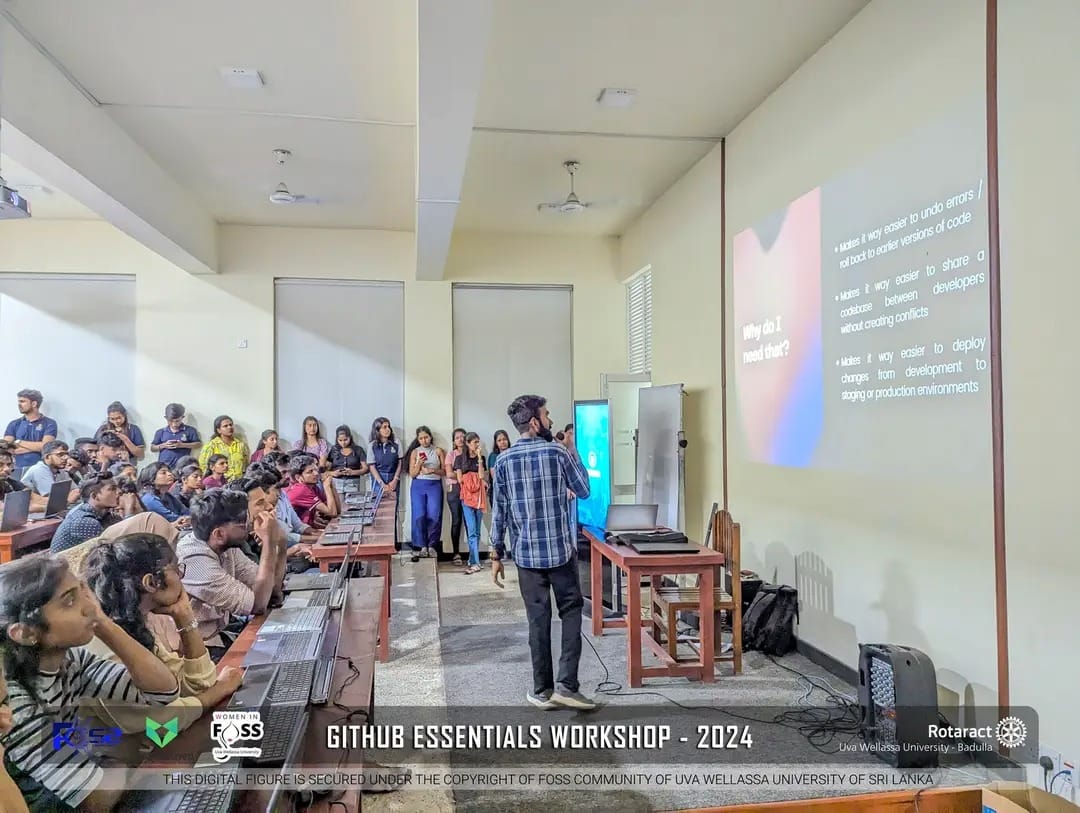 Why do I
need that?
• Makes it way easier to undo errors /
roll back to earlier versions of code
• Makes it way easier to share a
codebase between developers
without creating conflicts
• Makes it way easier to deploy
changes from development to
staging or production environments
WOMEN IN
FOSS
Uva Wellassa University
GITHUB ESSENTIALS WORKSHOP - 2024
Rotaract
Uva Wellassa University - Badulla
THIS DIGITAL FIGURE IS SECURED UNDER THE COPYRIGHT OF FOSS COMMUNITY OF UVA WELLASSA UNIVERSITY OF SRI LANKA